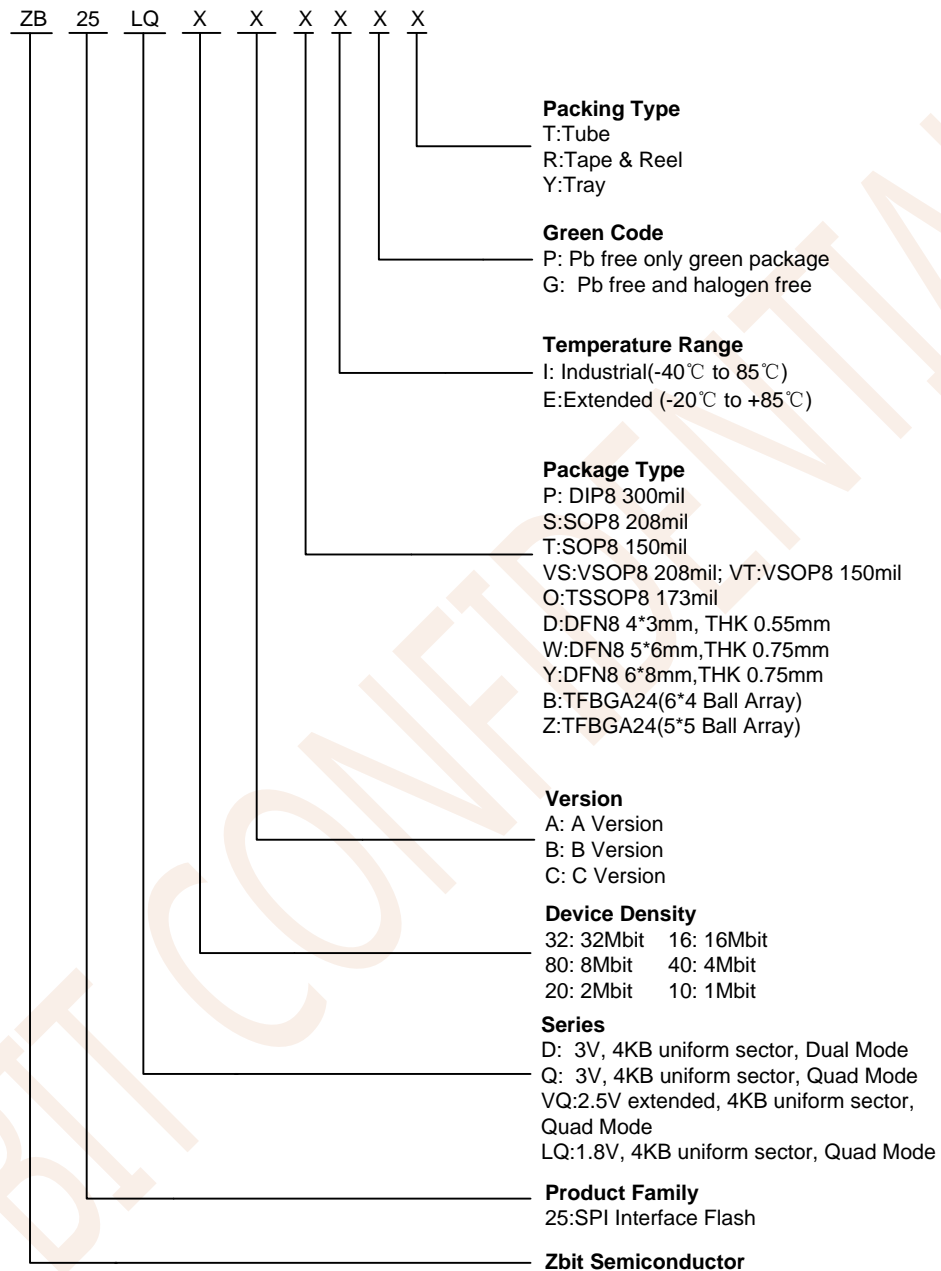 ZB 25 LQ X X X X X X
Packing Type
T:Tube
R:Tape & Reel
Y:Tray
Green Code
P: Pb free only green package
G: Pb free and halogen free
Temperature Range
I: Industrial(-40℃ to 85℃)
E:Extended (-20℃ to +85℃)
Package Type
P: DIP8 300mil
S:SOP8 208mil
T:SOP8 150mil
VS:VSOP8 208mil; VT:VSOP8 150mil
O:TSSOP8 173mil
D:DFN8 4*3mm, THK 0.55mm
W:DFN8 5*6mm,THK 0.75mm
Y:DFN8 6*8mm,THK 0.75mm
B:TFBGA24(6*4 Ball Array)
Z:TFBGA24(5*5 Ball Array)
Version
A: A Version
B: B Version
C: C Version
Device Density
32: 32Mbit 16: 16Mbit
80: 8Mbit 40: 4Mbit
20: 2Mbit 10: 1Mbit
Series
D: 3V, 4KB uniform sector, Dual Mode
Q: 3V, 4KB uniform sector, Quad Mode
VQ:2.5V extended, 4KB uniform sector,
Quad Mode
LQ:1.8V, 4KB uniform sector, Quad Mode
Product Family
25:SPI Interface Flash
Zbit Semiconductor
BIT CONFIDENTIA